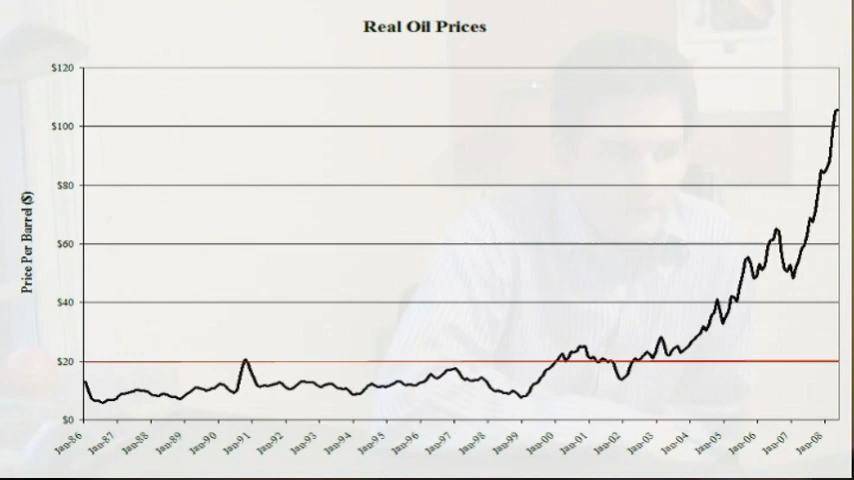 Real Oil Prices
Price Per Barrel ($)
$120
$100
$80
$60
$40
$20
$0
Jan-86
Jan-87
Jan-88
Jan-89
Jan-90
Jan-91
Jan-92
Jan-93
Jan-94
Jan-95
Jan-96
Jan-97
Jan-98
Jan-99
Jan-00
Jan-01
Jan-02
Jan-03
Jan-04
Jan-05
Jan-06
Jan-07
Jan-08